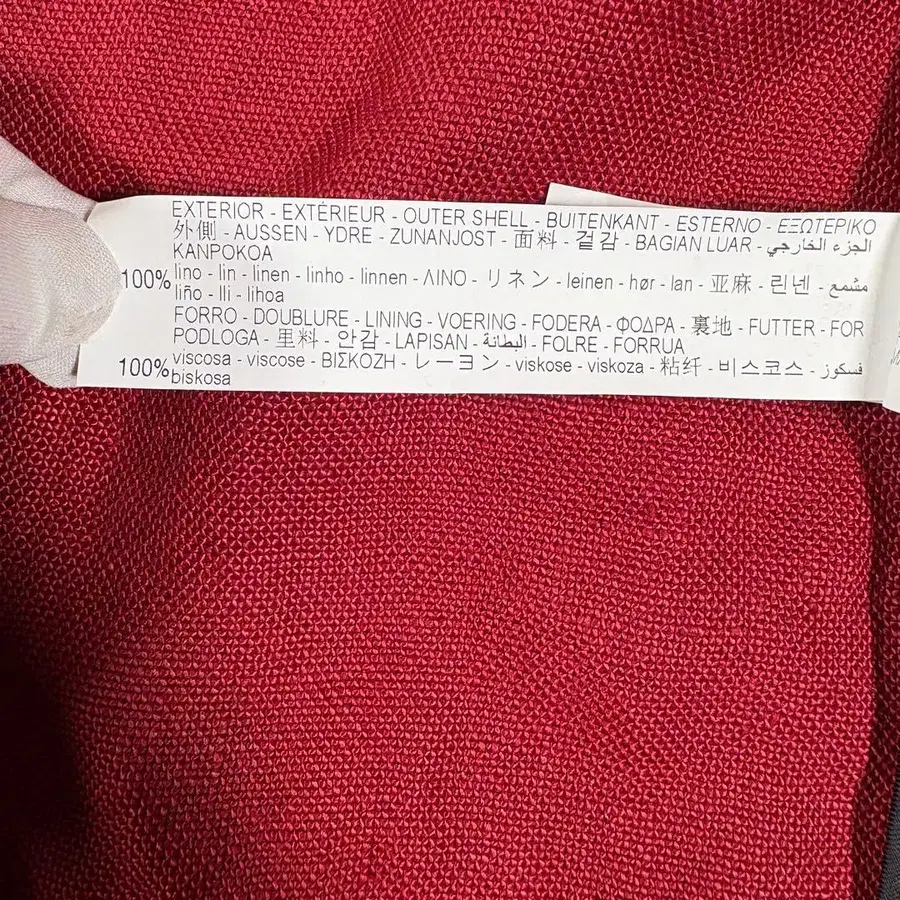 EXTERIOR - EXTÉRIEUR - OUTER SHELL - BUITENKANT - ESTERNO - ΕΞΩΤΕΡΙΚΟ
外側 - AUSSEN - YDRE - ZUNANJOST - 面料 - 겉감 - BAGIAN LUAR - الجزء الخارجي -
KANPOKOA
100% lino - lin - linen - linho - linnen - ΛΙΝΟ - リネン - leinen - hør - lan - 亚麻 - 린넨 - مشمع -
liño - lli - lihoa
FORRO - DOUBLURE - LINING - VOERING - FODERA - ΦΟΔΡΑ - 裏地 - FUTTER - FOR
PODLOGA - 里料 - 안감 - LAPISAN - البطانة - FOLRE - FORRUA
100% viscosa - viscose - ΒΙΣΚΟΖΗ - レーヨン - viskose - viskoza - 粘纤 - 비스코스 - فسكوز
biskosa